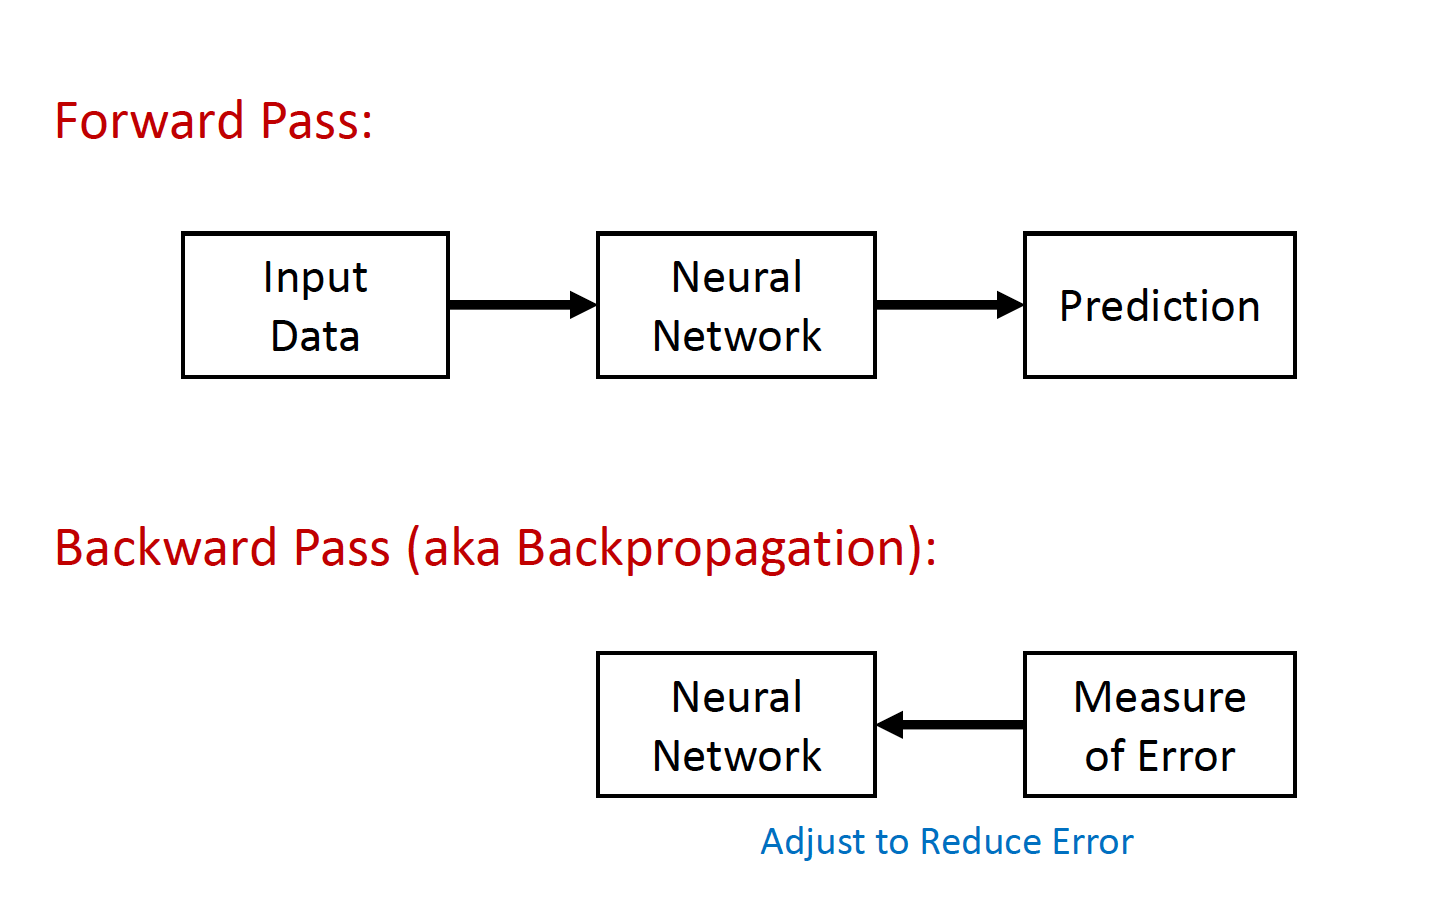 Forward Pass:
Input
Data
Neural
Network
Prediction
Backward Pass (aka Backpropagation):
Neural
Network
Measure
of Error
Adjust to Reduce Error